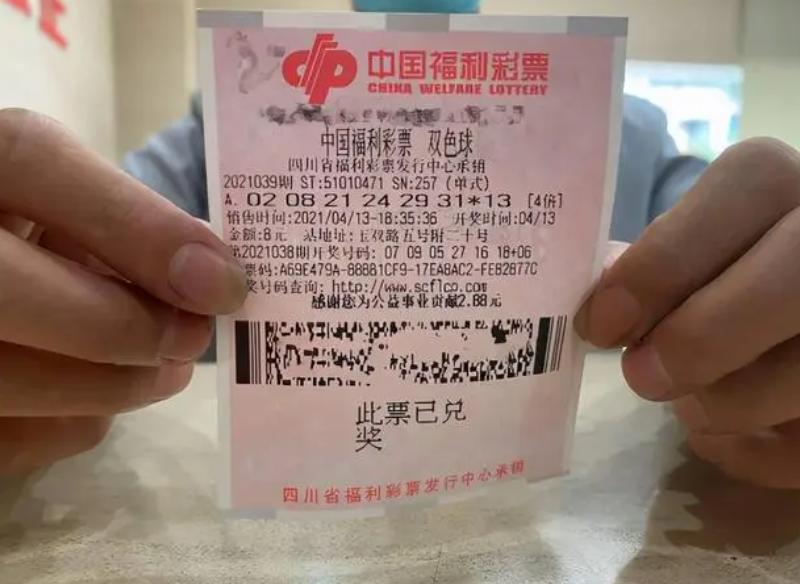 中国福利彩票
CHINA WELFARE LOTTERY
中国福利彩票 双色球
四川省福利彩票发行中心承销
2021039期 ST:51010471 SN:257 (单式)
A. 02 08 21 24 29 31*13 [4倍]
销售时间:2021/04/13-18:35:36 开奖时间:04/13
金额:8元 站地址:玉双路五号附二十号
2021038期开奖号码: 07 09 05 27 16 18+06
票码:A69E479A-88881CF9-17EA8AC2-FE82877C
奖号码查询: http://www.scflcp.com
感谢您为公益事业贡献2.88元
此票已兑
奖
四川省福利彩票发行中心承销